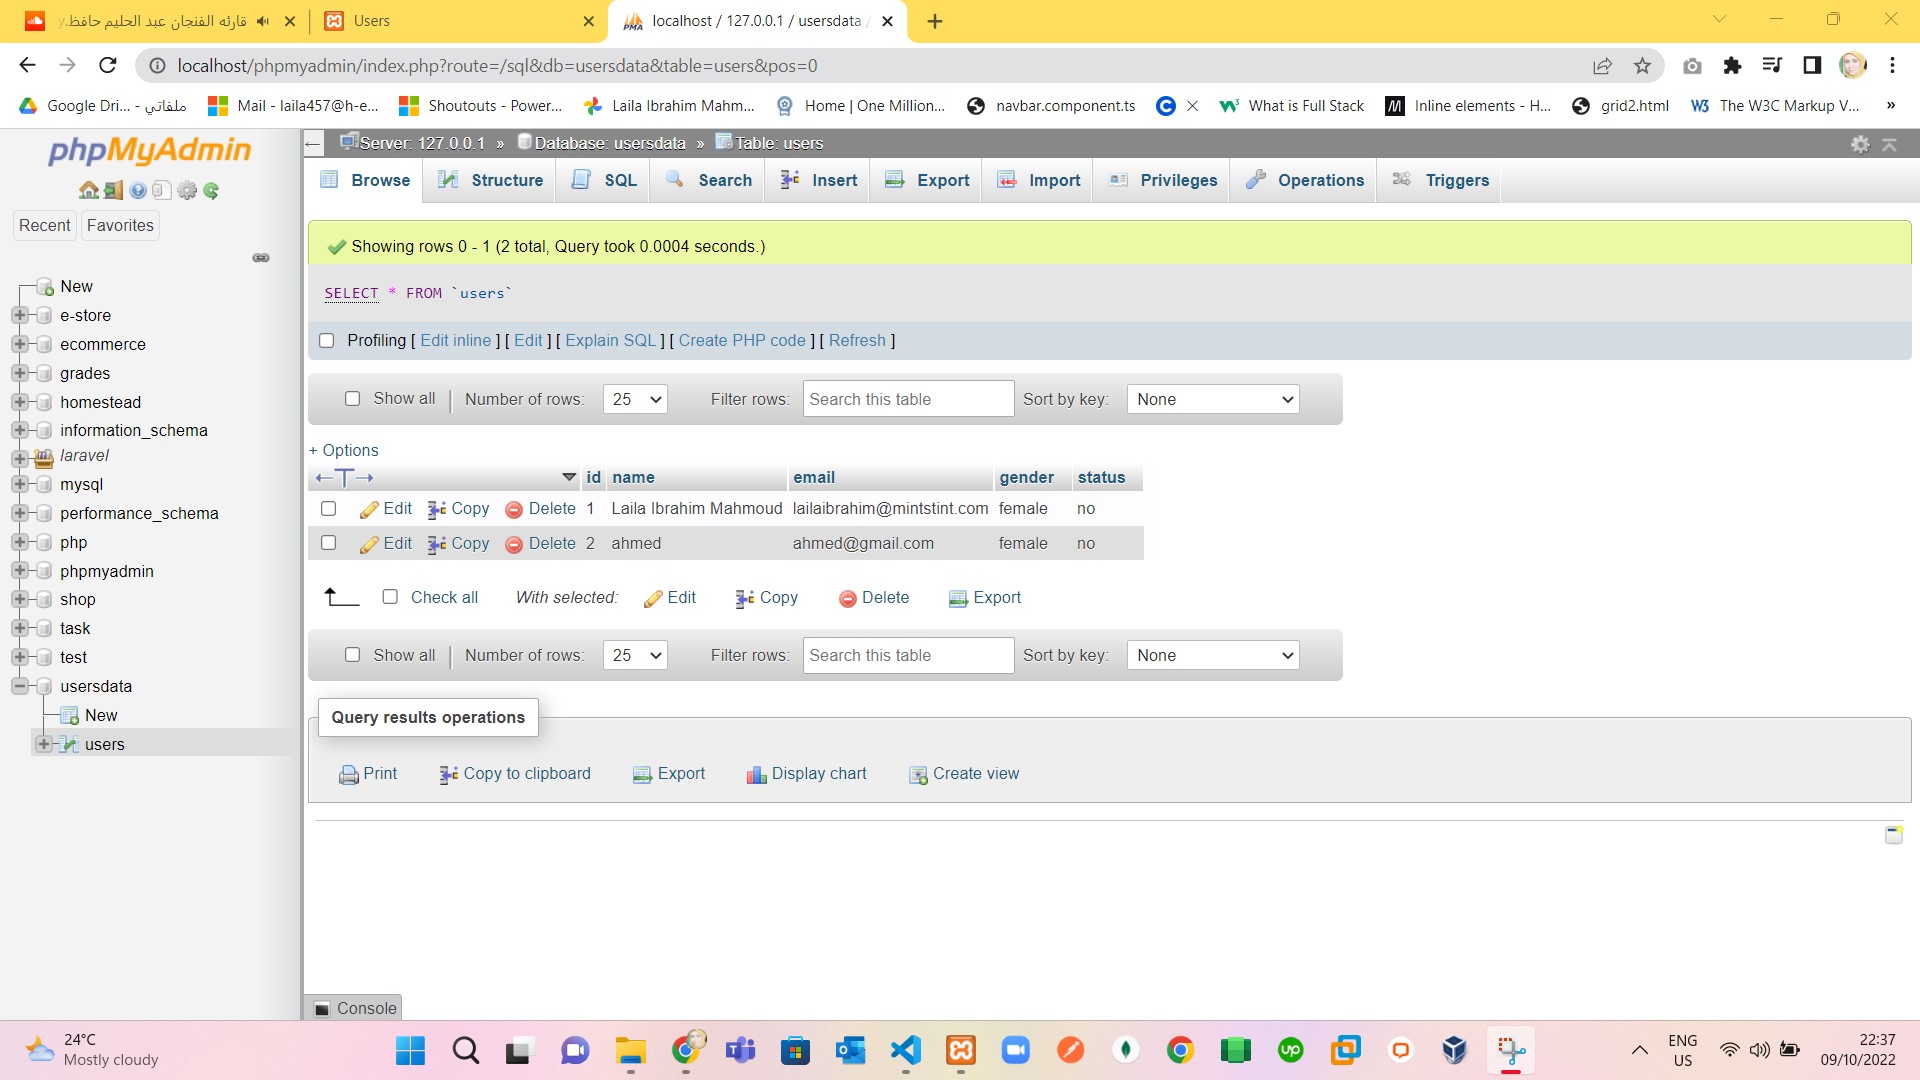 قارئه الفنجان عبد الحليم حافظ.
Users
localhost / 127.0.0.1 / usersdata /
localhost/phpmyadmin/index.php?route=/sql&db=usersdata&table=users&pos=0
Google Dri... - ملفاتي
Mail - laila457@h-e...
Shoutouts - Power...
Laila Ibrahim Mahm...
Home | One Million...
navbar.component.ts
What is Full Stack
Inline elements - H...
grid2.html
The W3C Markup V...
»
phpMyAdmin
Recent
Favorites
New
e-store
ecommerce
grades
homestead
information_schema
laravel
mysql
performance_schema
php
phpmyadmin
shop
task
test
usersdata
New
users
Server: 127.0.0.1 » Database: usersdata » Table: users
Browse
Structure
SQL
Search
Insert
Export
Import
Privileges
Operations
Triggers
Showing rows 0 - 1 (2 total, Query took 0.0004 seconds.)
SELECT * FROM `users`
Profiling [ Edit inline ] [ Edit ] [ Explain SQL ] [ Create PHP code ] [ Refresh ]
Show all | Number of rows: 25 Filter rows: Search this table Sort by key: None
+ Options
id name email gender status
Edit Copy Delete 1 Laila Ibrahim Mahmoud lailaibrahim@mintstint.com female no
Edit Copy Delete 2 ahmed ahmed@gmail.com female no
Check all With selected: Edit Copy Delete Export
Show all | Number of rows: 25 Filter rows: Search this table Sort by key: None
Query results operations
Print Copy to clipboard Export Display chart Create view
Console
24°C
Mostly cloudy
ENG
US
22:37
09/10/2022